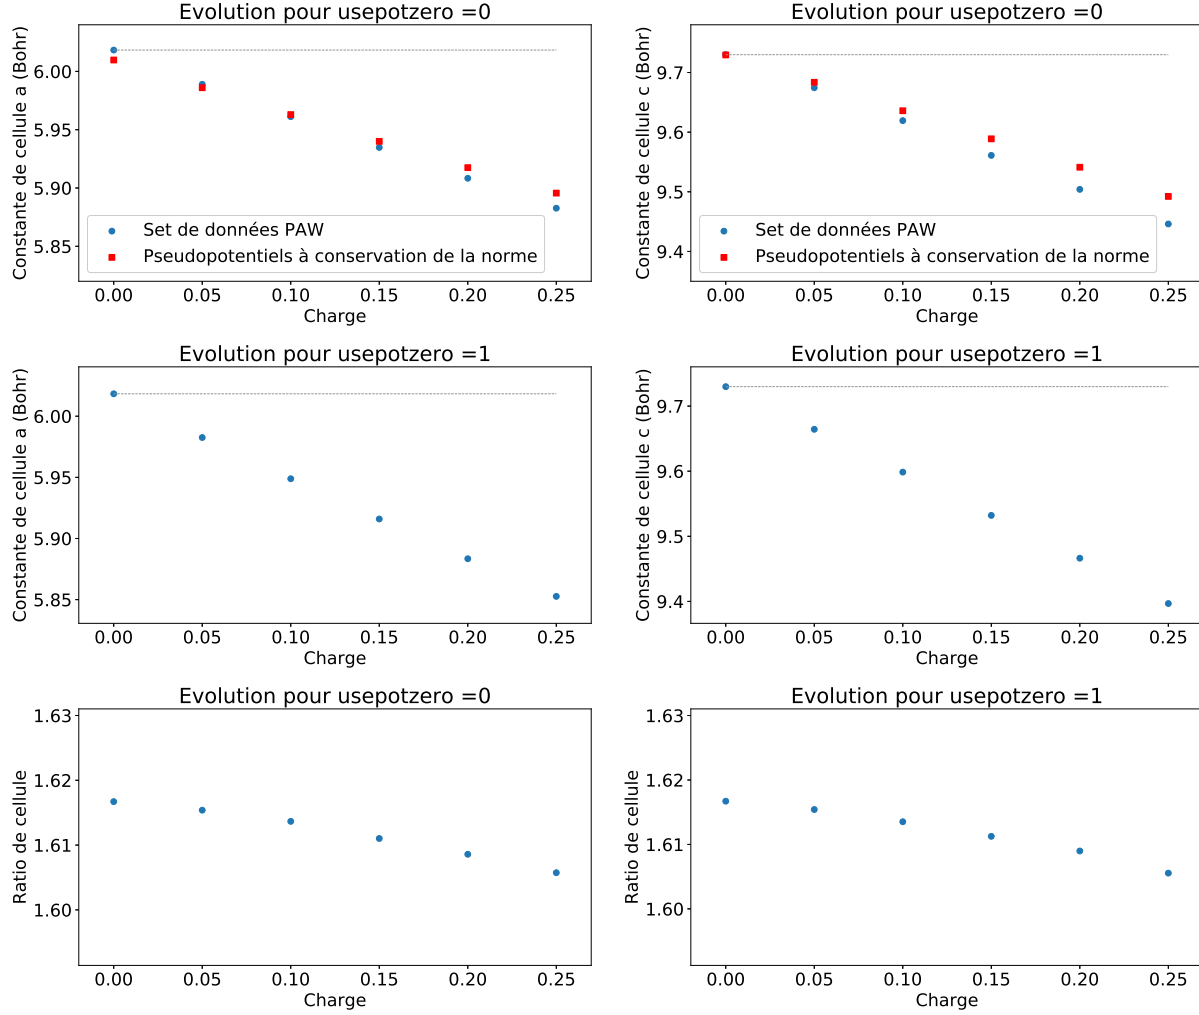 Evolution pour usepotzero =0
Constante de cellule a (Bohr)
6.00
5.95
5.90
5.85
Set de données PAW
Pseudopotentiels à conservation de la norme
0.00 0.05 0.10 0.15 0.20 0.25
Charge
Evolution pour usepotzero =0
Constante de cellule c (Bohr)
9.7
9.6
9.5
9.4
Set de données PAW
Pseudopotentiels à conservation de la norme
0.00 0.05 0.10 0.15 0.20 0.25
Charge
Evolution pour usepotzero =1
Constante de cellule a (Bohr)
6.00
5.95
5.90
5.85
0.00 0.05 0.10 0.15 0.20 0.25
Charge
Evolution pour usepotzero =1
Constante de cellule c (Bohr)
9.7
9.6
9.5
9.4
0.00 0.05 0.10 0.15 0.20 0.25
Charge
Evolution pour usepotzero =0
Ratio de cellule
1.63
1.62
1.61
1.60
0.00 0.05 0.10 0.15 0.20 0.25
Charge
Evolution pour usepotzero =1
Ratio de cellule
1.63
1.62
1.61
1.60
0.00 0.05 0.10 0.15 0.20 0.25
Charge